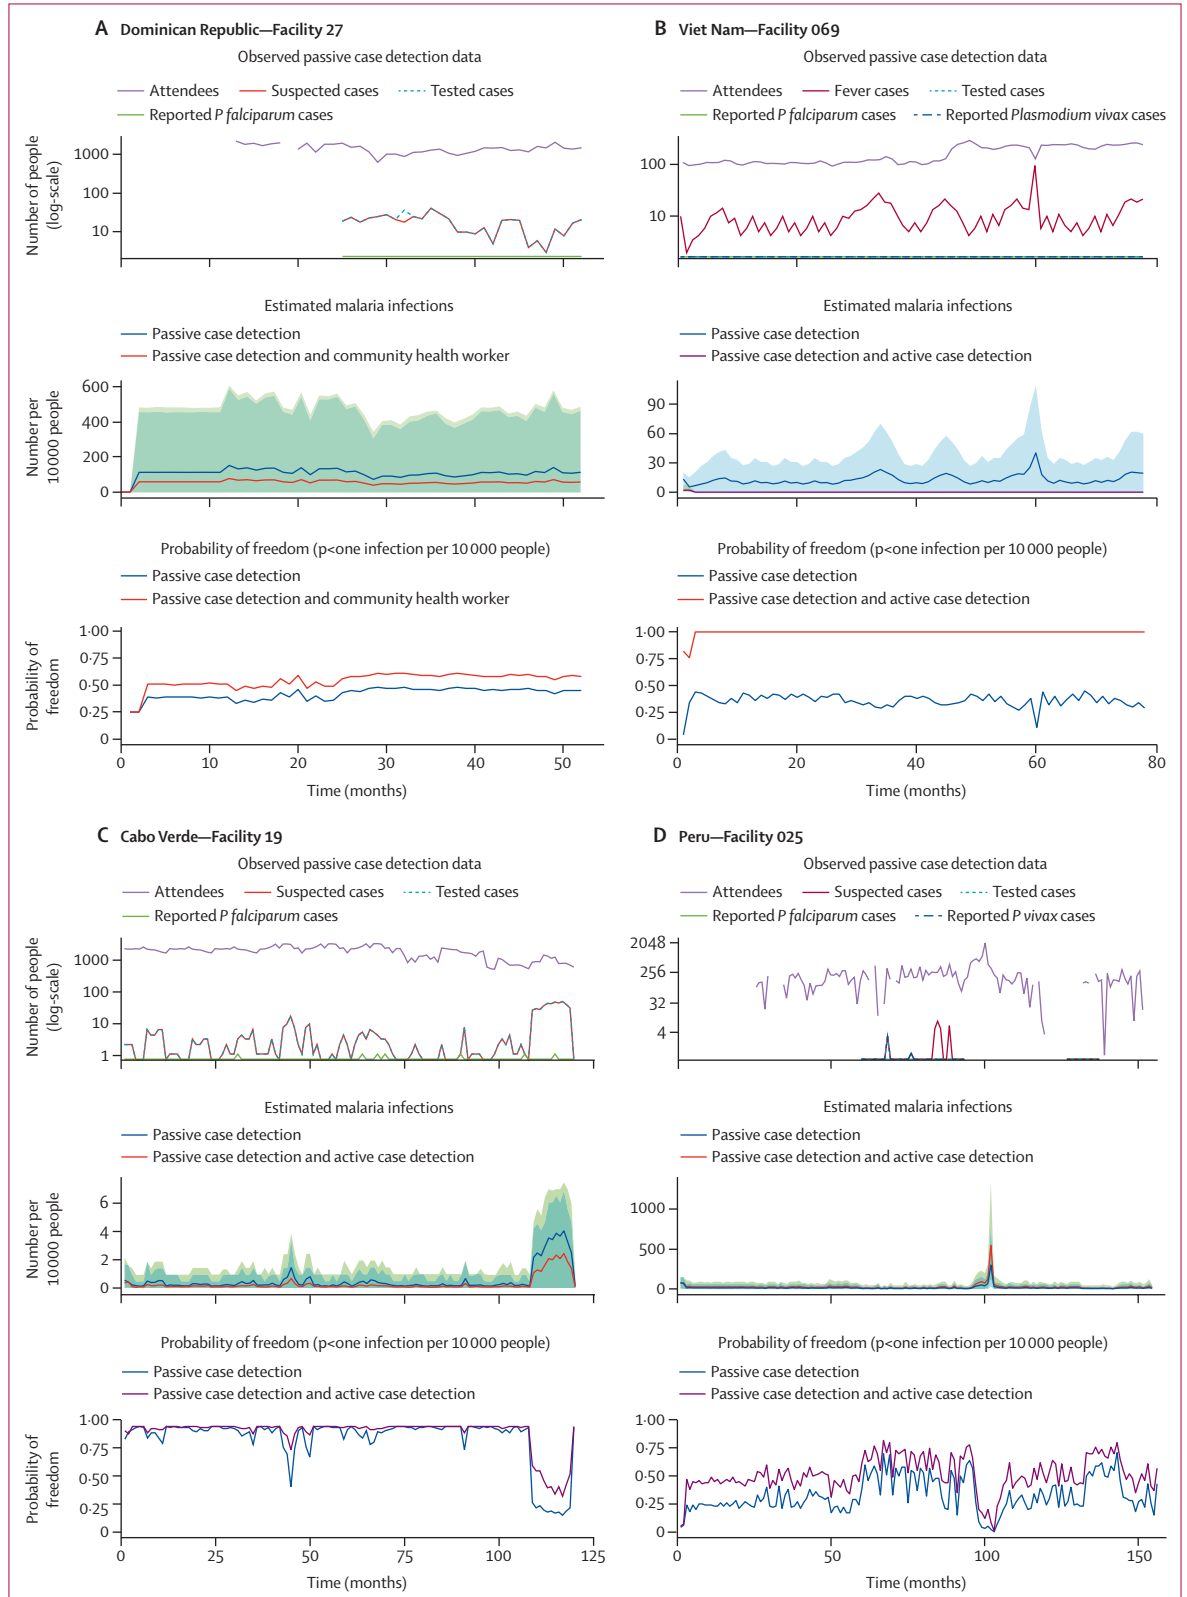 A Dominican Republic—Facility 27
Observed passive case detection data
Attendees Suspected cases Tested cases
Reported P falciparum cases
Number of people
(log-scale)
1000
100
10
Estimated malaria infections
Passive case detection
Passive case detection and community health worker
Number per
10 000 people
600
400
200
0
Probability of freedom (p<one infection per 10 000 people)
Passive case detection
Passive case detection and community health worker
Probability of
freedom
1·00
0·75
0·50
0·25
0
0 10 20 30 40 50
Time (months)
B Viet Nam—Facility 069
Observed passive case detection data
Attendees Fever cases Tested cases
Reported P falciparum cases Reported Plasmodium vivax cases
100
10
Estimated malaria infections
Passive case detection
Passive case detection and active case detection
90
60
30
0
Probability of freedom (p<one infection per 10 000 people)
Passive case detection
Passive case detection and active case detection
1·00
0·75
0·50
0·25
0
0 20 40 60 80
Time (months)
C Cabo Verde—Facility 19
Observed passive case detection data
Attendees Suspected cases Tested cases
Reported P falciparum cases
Number of people
(log-scale)
1000
100
10
1
Estimated malaria infections
Passive case detection
Passive case detection and active case detection
Number per
10 000 people
6
4
2
0
Probability of freedom (p<one infection per 10 000 people)
Passive case detection
Passive case detection and active case detection
Probability of
freedom
1·00
0·75
0·50
0·25
0
0 25 50 75 100 125
Time (months)
D Peru—Facility 025
Observed passive case detection data
Attendees Suspected cases Tested cases
Reported P falciparum cases Reported P vivax cases
2048
256
32
4
Estimated malaria infections
Passive case detection
Passive case detection and active case detection
1000
500
0
Probability of freedom (p<one infection per 10 000 people)
Passive case detection
Passive case detection and active case detection
1·00
0·75
0·50
0·25
0
0 50 100 150
Time (months)